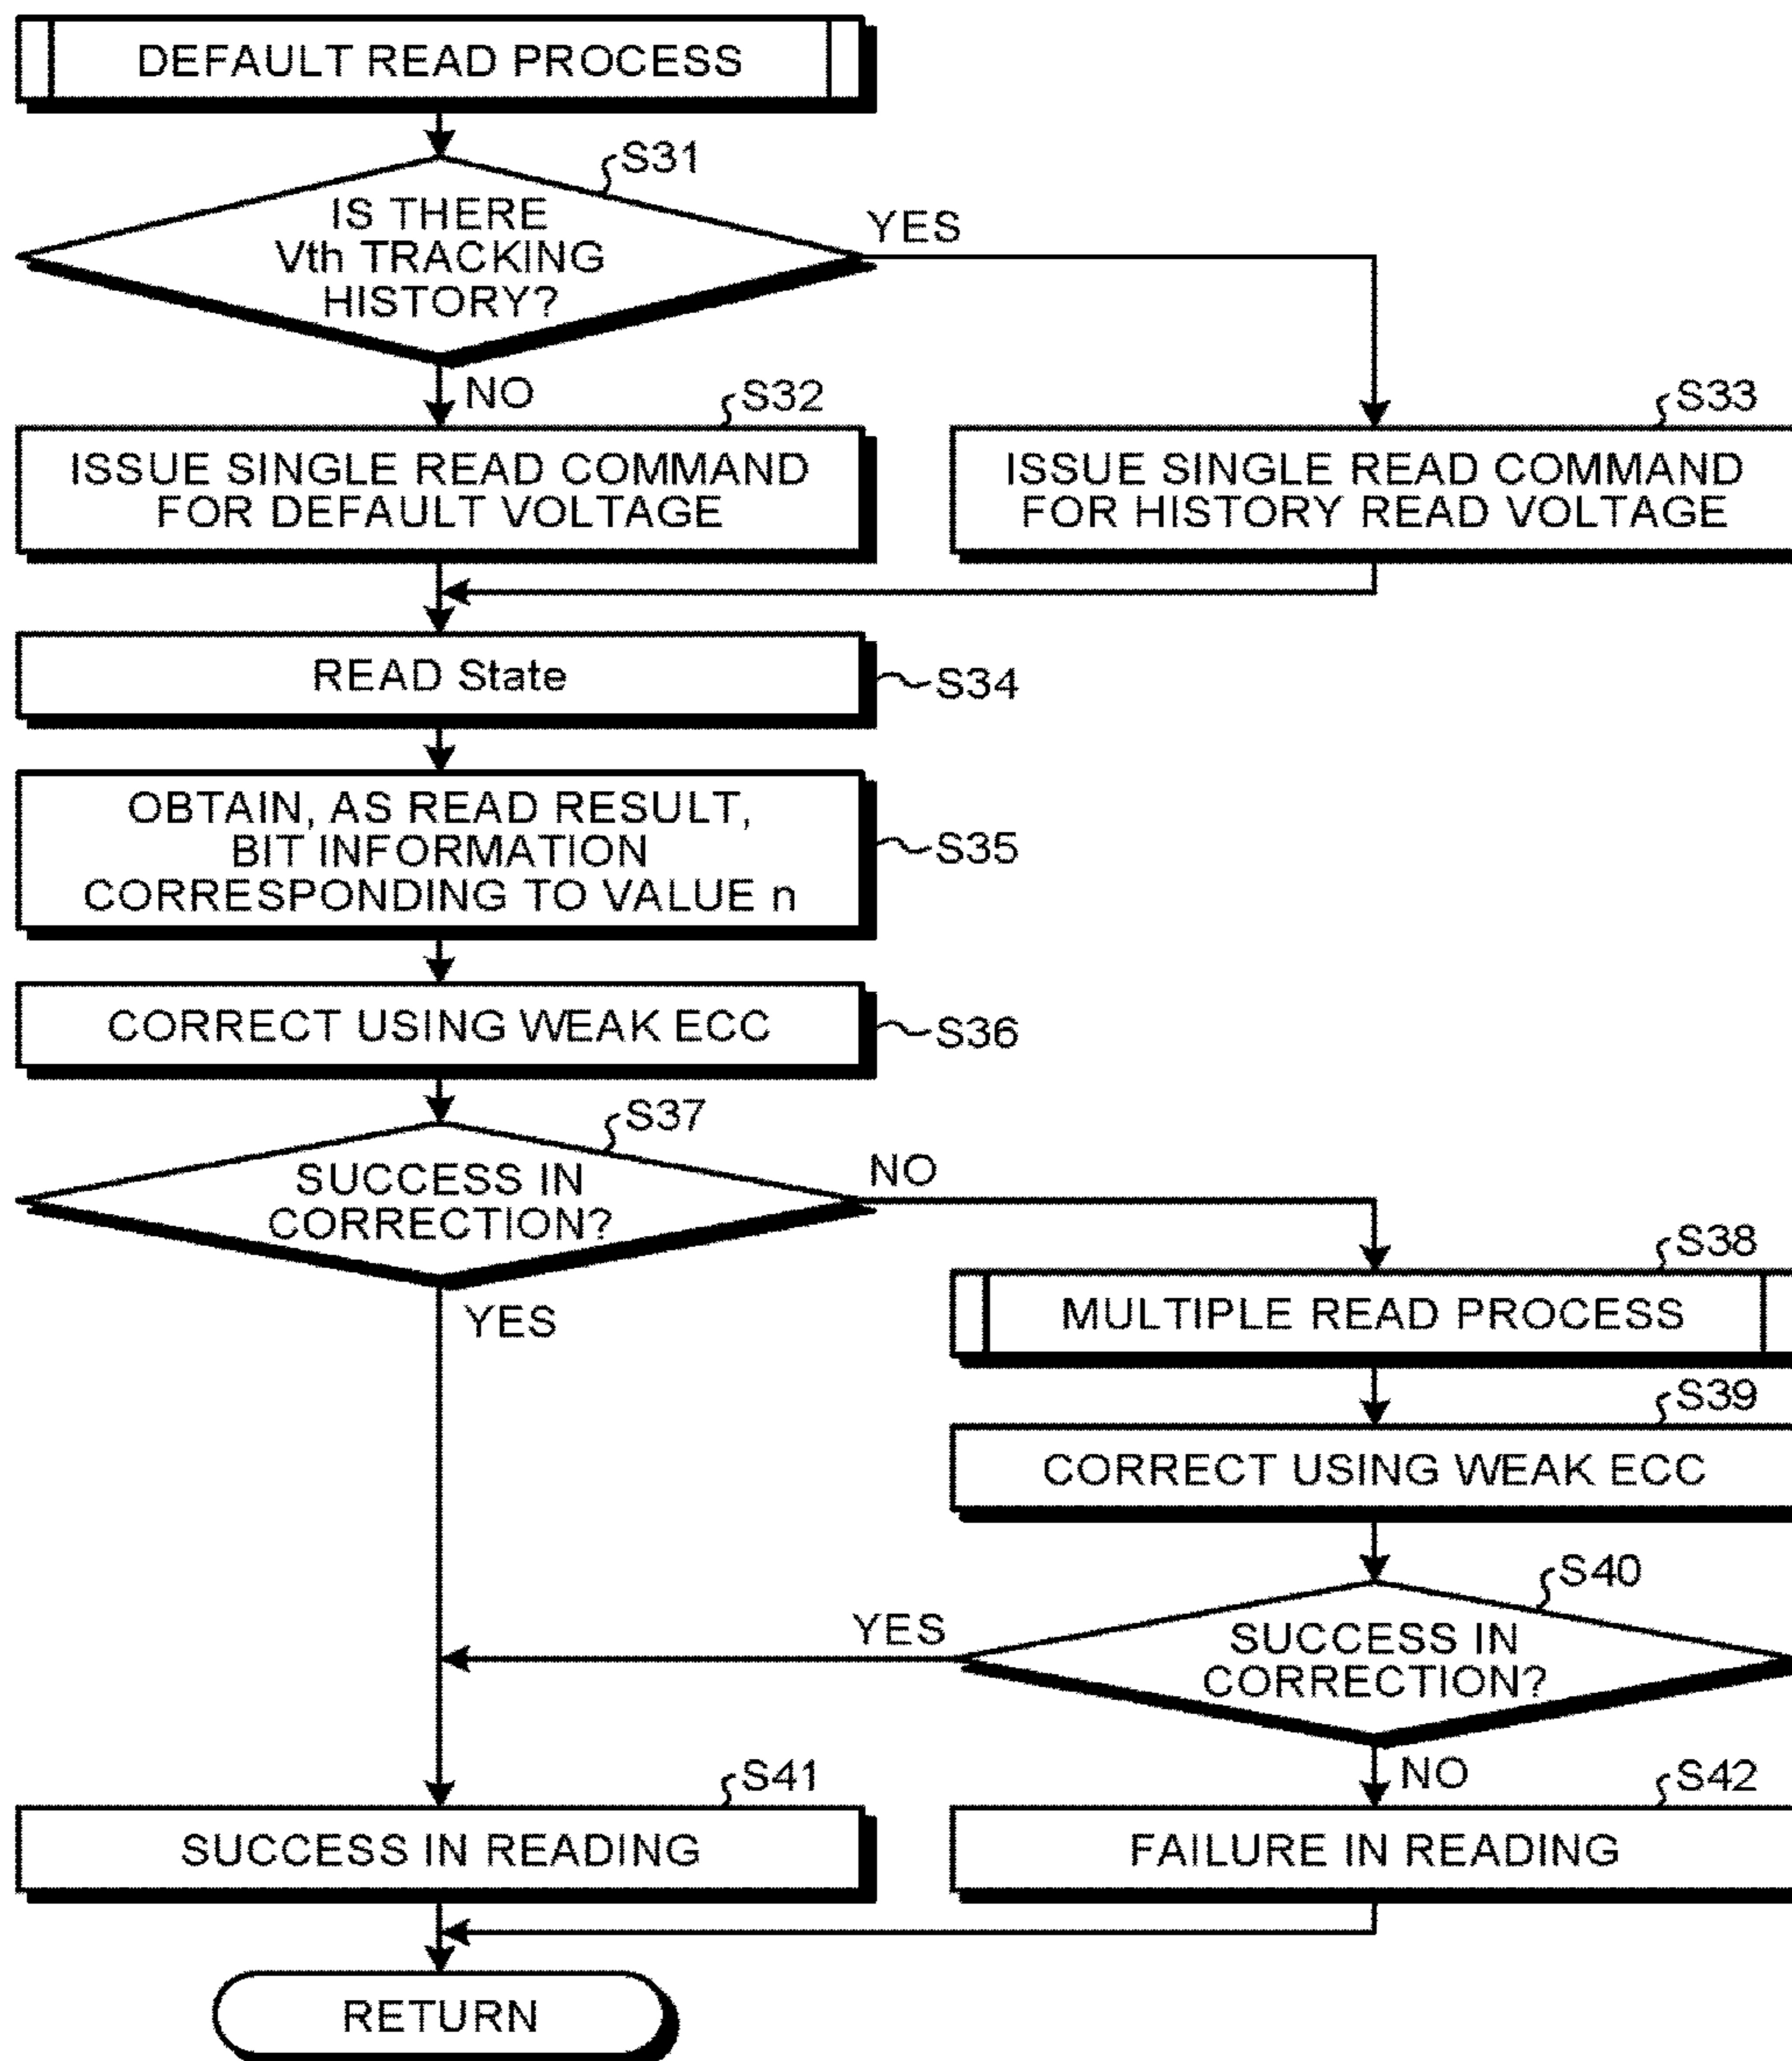 DEFAULT READ PROCESS
S31
IS THERE
Vth TRACKING
HISTORY?
YES
NO
S32
ISSUE SINGLE READ COMMAND
FOR DEFAULT VOLTAGE
S33
ISSUE SINGLE READ COMMAND
FOR HISTORY READ VOLTAGE
READ State
S34
OBTAIN, AS READ RESULT,
BIT INFORMATION
CORRESPONDING TO VALUE n
S35
CORRECT USING WEAK ECC
S36
S37
SUCCESS IN
CORRECTION?
NO
YES
S38
MULTIPLE READ PROCESS
S39
CORRECT USING WEAK ECC
S40
SUCCESS IN
CORRECTION?
YES
NO
S41
SUCCESS IN READING
S42
FAILURE IN READING
RETURN